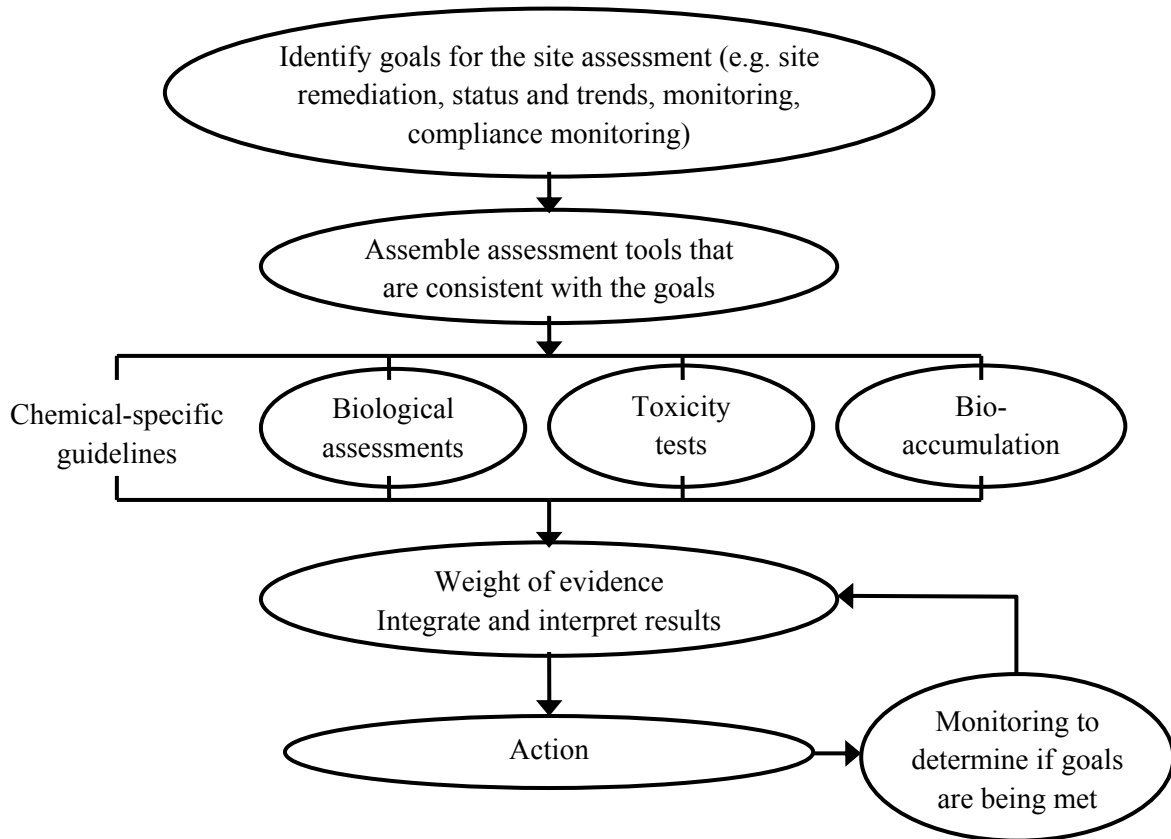 Identify goals for the site assessment (e.g. site
remediation, status and trends, monitoring,
compliance monitoring)
Assemble assessment tools that
are consistent with the goals
Chemical-specific
guidelines
Biological
assessments
Toxicity
tests
Bio-
accumulation
Weight of evidence
Integrate and interpret results
Action
Monitoring to
determine if goals
are being met